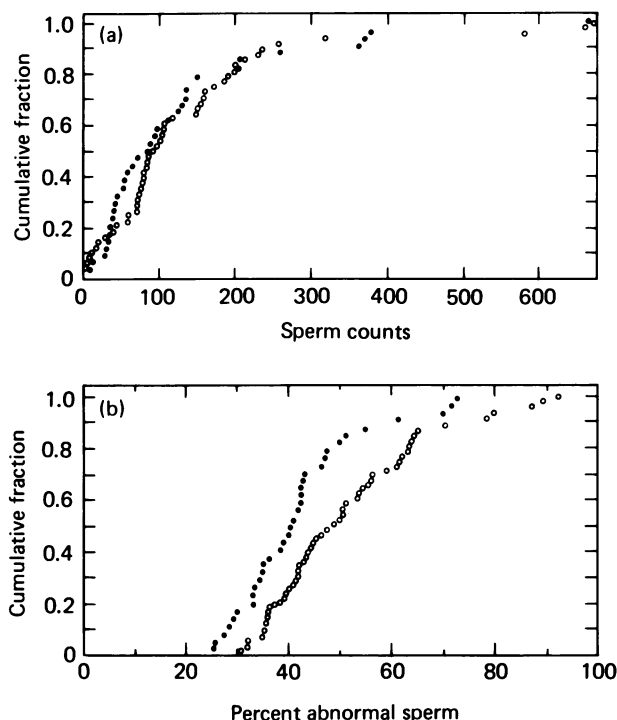 (a)
Cumulative fraction
1.0
0.8
0.6
0.4
0.2
0
0 100 200 300 400 500 600
Sperm counts
(b)
Cumulative fraction
1.0
0.8
0.6
0.4
0.2
0
0 20 40 60 80 100
Percent abnormal sperm